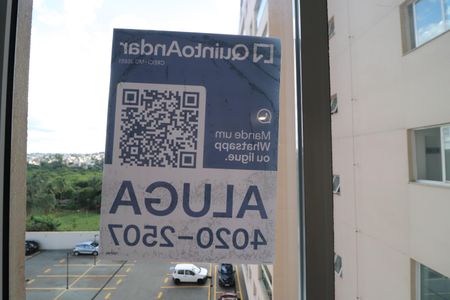 QuintoAndar
Mande um
Whatsapp
ou ligue.
ALUGA
4020-2507